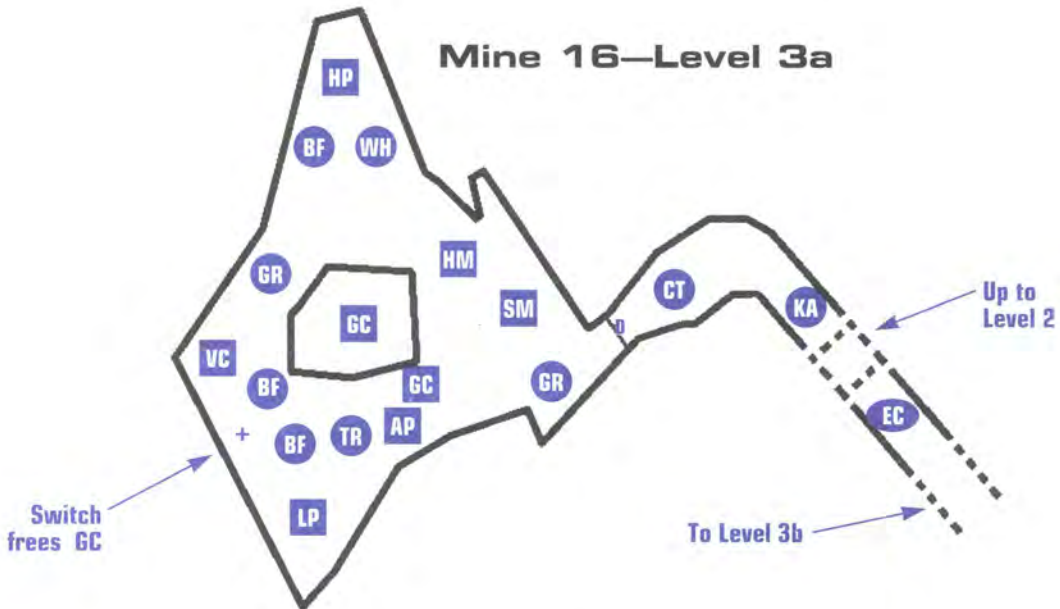 Mine 16—Level 3a
HP
BF WH
GR
HM
GC
SM
CT
KA
Up to
Level 2
D
VC
BF
GC
GR
AP
EC
+
BF
TR
LP
Switch
frees GC
To Level 3b